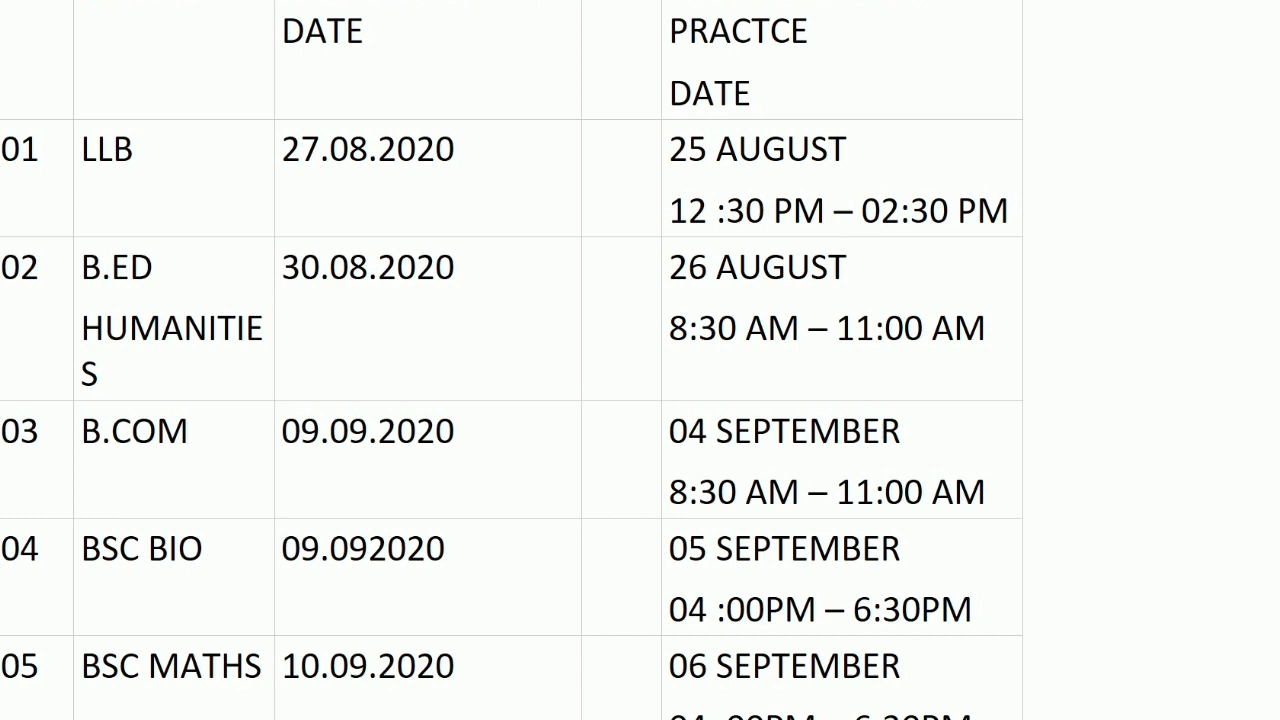 DATE
PRACTCE
DATE
01 LLB 27.08.2020 25 AUGUST
12 :30 PM – 02:30 PM
02 B.ED 30.08.2020 26 AUGUST
HUMANITIE 8:30 AM – 11:00 AM
S
03 B.COM 09.09.2020 04 SEPTEMBER
8:30 AM – 11:00 AM
04 BSC BIO 09.092020 05 SEPTEMBER
04 :00PM – 6:30PM
05 BSC MATHS 10.09.2020 06 SEPTEMBER